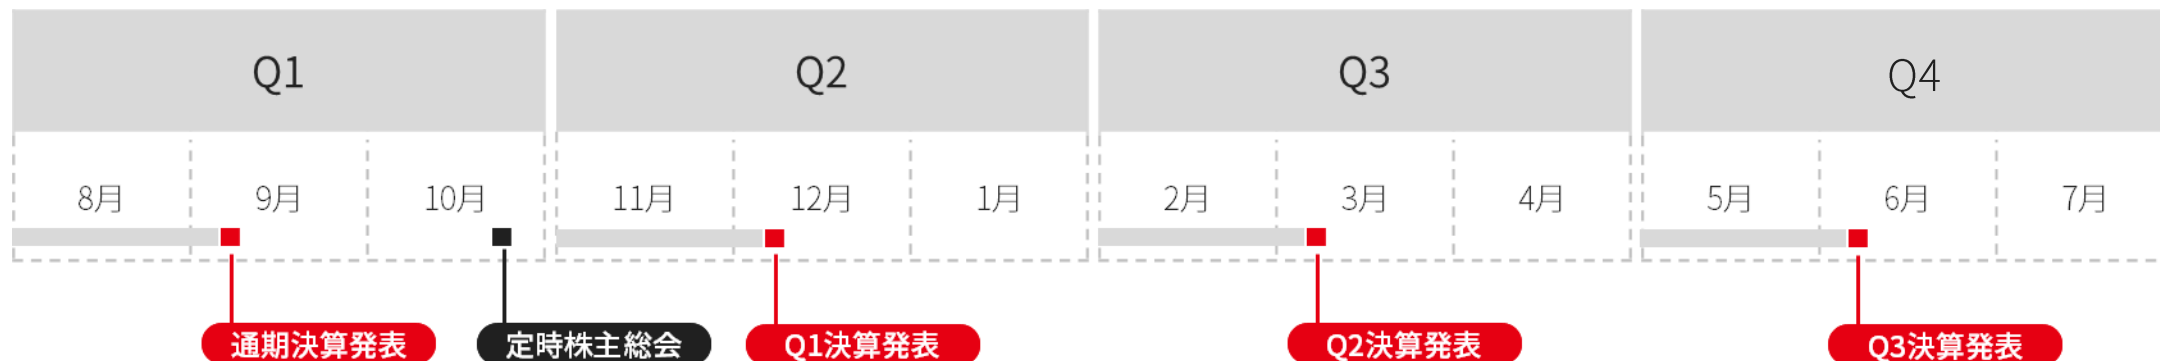 Q1
Q2
Q3
Q4
8月
9月
10月
11月
12月
1月
2月
3月
4月
5月
6月
7月
通期決算発表
定時株主総会
Q1決算発表
Q2決算発表
Q3決算発表